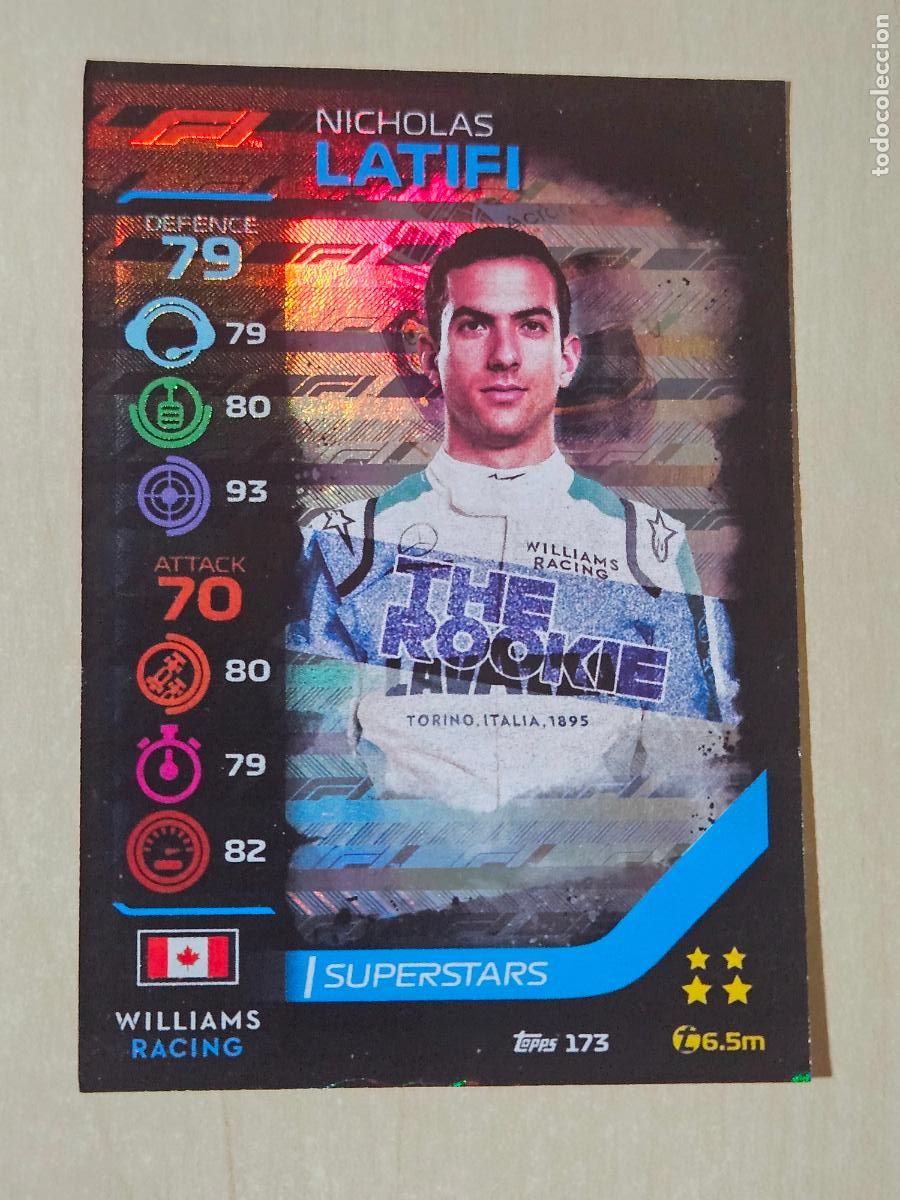 todocoleccion
F1™
NICHOLAS
LATIFI
DEFENCE
79
79
80
93
ATTACK
70
80
79
82
WILLIAMS
RACING
THE
ROOKIE
TORINO, ITALIA, 1895
SUPERSTARS
WILLIAMS
RACING
Topps 173
6.5m